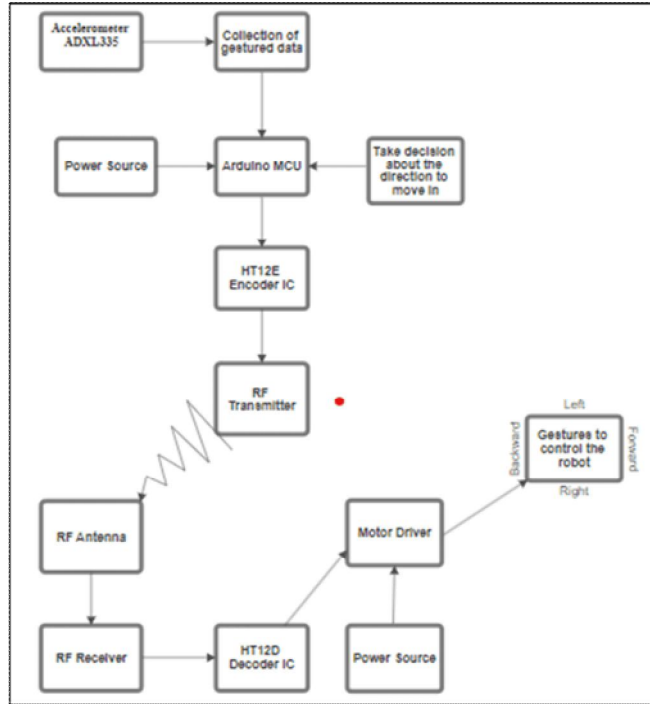 Accelerometer
ADXL335
Collection of
gestured data
Power Source
Arduino MCU
Take decision
about the
direction to
move in
HT12E
Encoder IC
RF
Transmitter
Left
Backward
Gestures to
control the
robot
Forward
Right
RF Antenna
Motor Driver
RF Receiver
HT12D
Decoder IC
Power Source